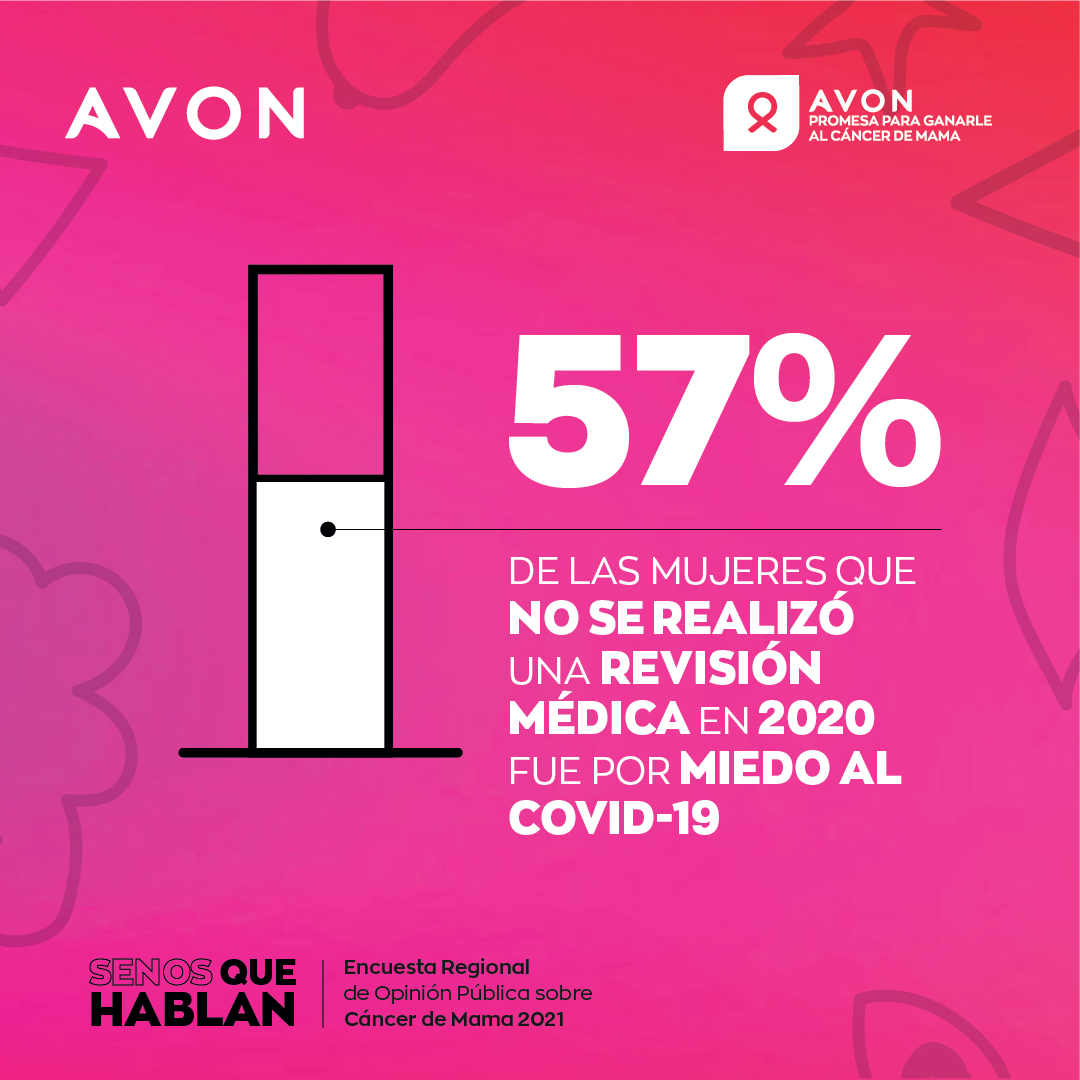 AVON
AVON
PROMESA PARA GANARLE
AL CÁNCER DE MAMA
57%
DE LAS MUJERES QUE
NO SE REALIZÓ
UNA REVISIÓN
MÉDICA EN 2020
FUE POR MIEDO AL
COVID-19
SENOS QUE
HABLAN
Encuesta Regional
de Opinión Pública sobre
Cáncer de Mama 2021